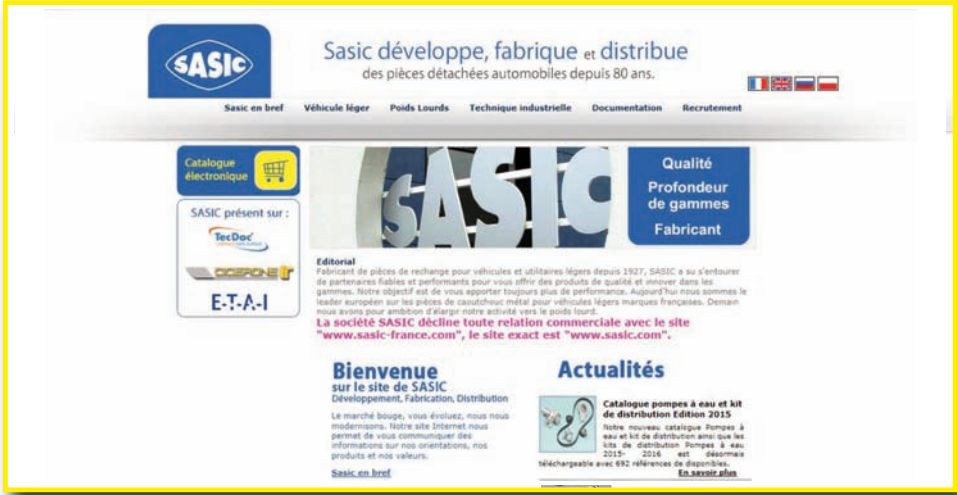 SASIC
Sasic développe, fabrique et distribue
des pièces détachées automobiles depuis 80 ans.
Sasic en bref Véhicule léger Poids Lourds Technique industrielle Documentation Recrutement
Catalogue
électronique
SASIC présent sur :
TecDoc
CICERONE
E-T-A-I
SASIC
Qualité
Profondeur
de gammes
Fabricant
Editorial
Fabricant de pièces de rechange pour véhicules et utilitaires légers depuis 1927, SASIC a su s'entourer
de partenaires fiables et performants pour vous offrir des produits de qualité et innover dans les
gammes. Notre objectif est de vous apporter toujours plus de performance. Aujourd'hui nous sommes le
leader européen sur les pièces de caoutchouc métal pour véhicules légers marques françaises. Demain
nous avons pour ambition d'élargir notre activité vers le poids lourd.
La société SASIC décline toute relation commerciale avec le site
"www.sasic-france.com", le site exact est "www.sasic.com".
Bienvenue
sur le site de SASIC
Développement, Fabrication, Distribution
Le marché bouge, vous évoluez, nous nous
modernisons. Notre site Internet nous
permet de vous communiquer des
informations sur nos orientations, nos
produits et nos valeurs.
Sasic en bref
Actualités
Catalogue pompes à eau et kit
de distribution Edition 2015
Notre nouveau catalogue Pompes à
eau et kit de distribution ainsi que les
kits de distribution Pompes à eau
2015- 2016 est désormais
téléchargeable avec 692 références de disponibles.
En savoir plus